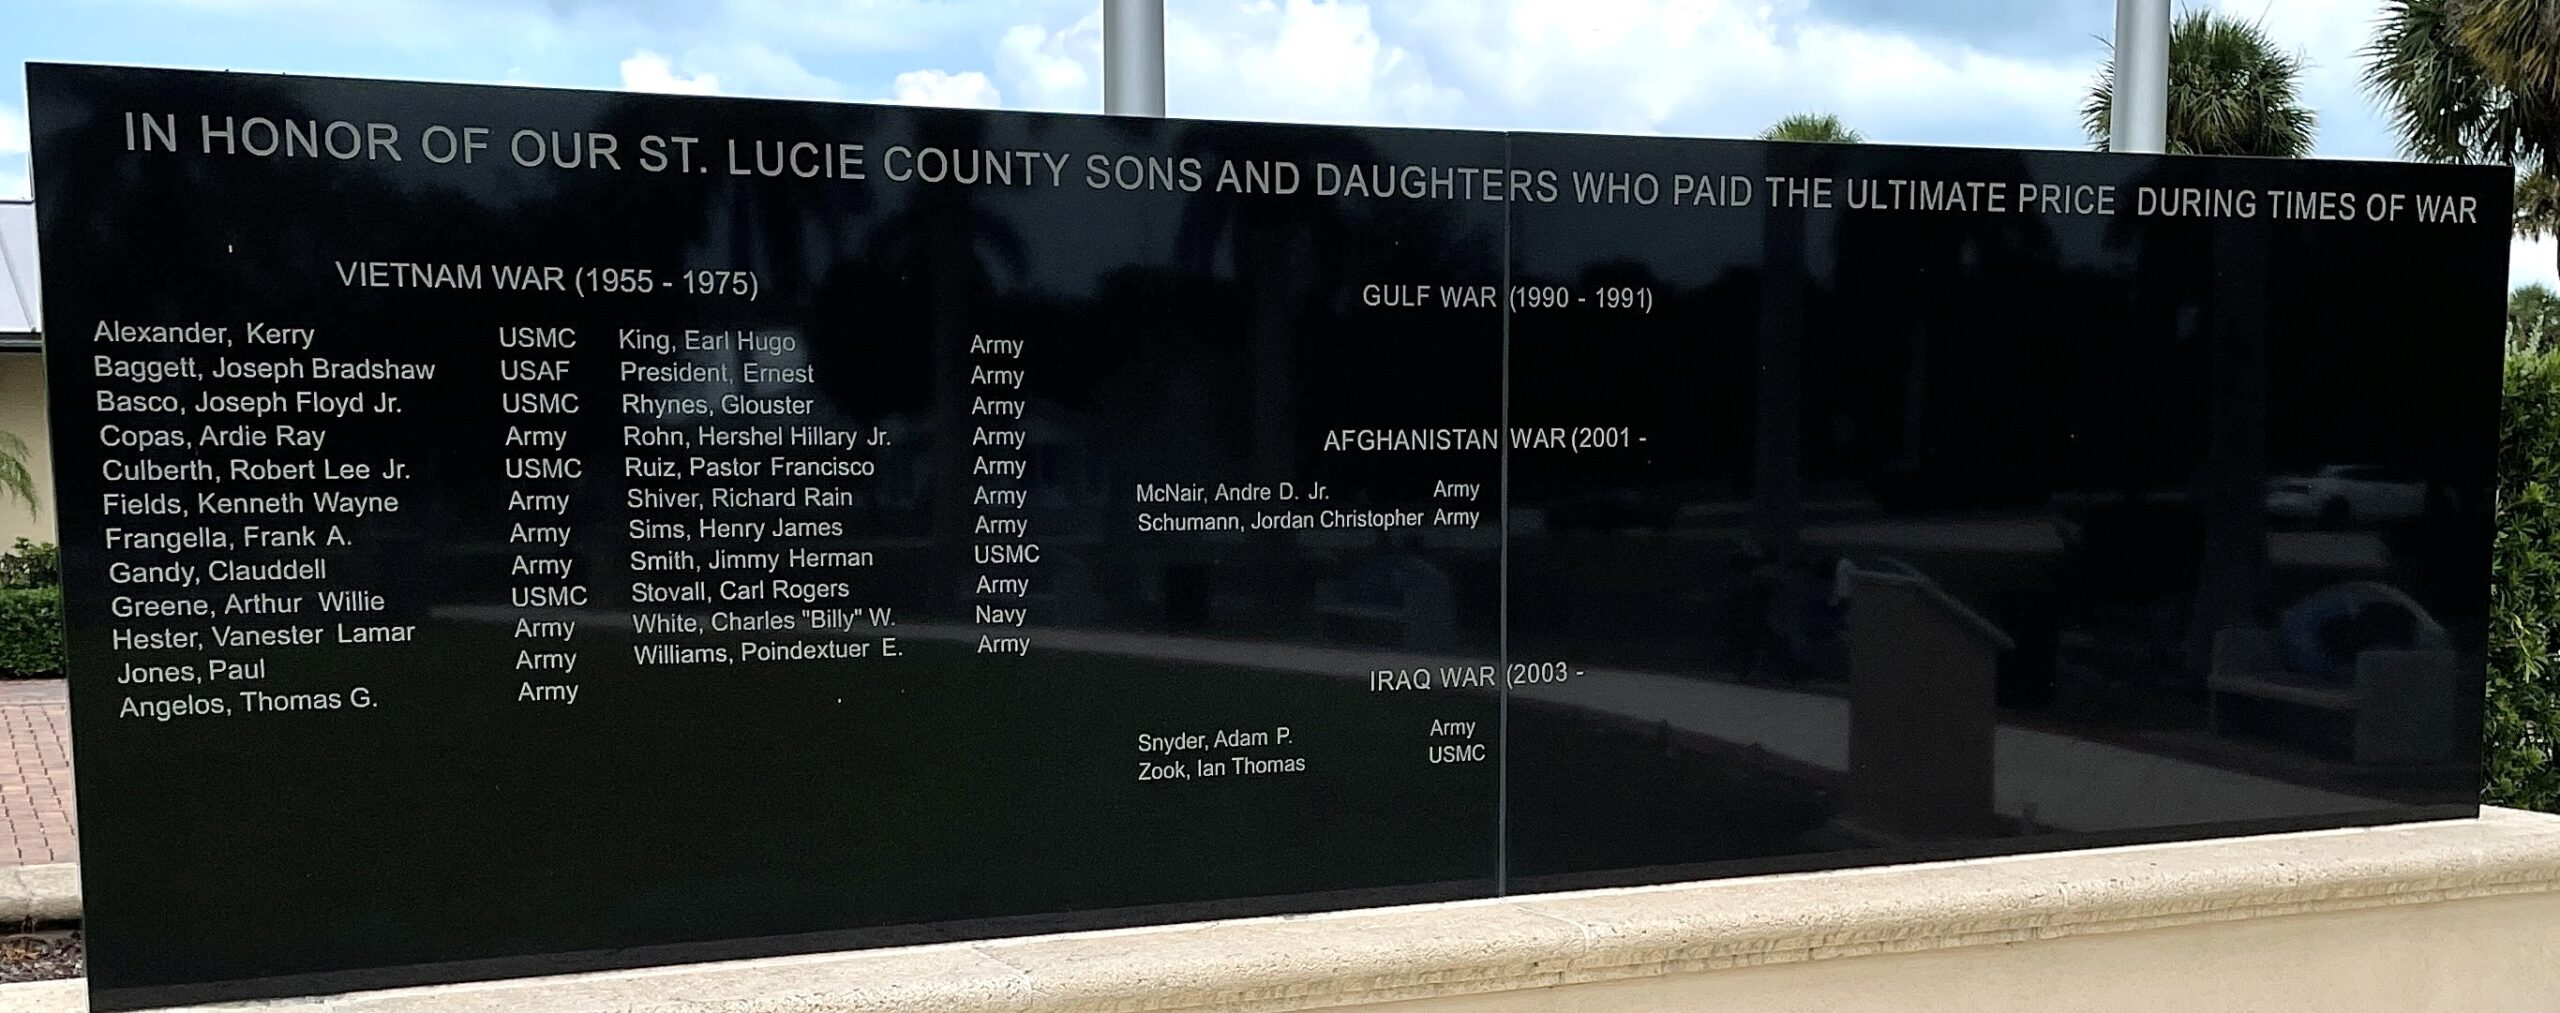 IN HONOR OF OUR ST. LUCIE COUNTY SONS AND DAUGHTERS WHO PAID THE ULTIMATE PRICE DURING TIMES OF WAR
VIETNAM WAR (1955 - 1975)
Alexander, Kerry USMC
Baggett, Joseph Bradshaw USAF
Basco, Joseph Floyd Jr. USMC
Copas, Ardie Ray Army
Culberth, Robert Lee Jr. USMC
Fields, Kenneth Wayne Army
Frangella, Frank A. Army
Gandy, Clauddell Army
Greene, Arthur Willie USMC
Hester, Vanester Lamar Army
Jones, Paul Army
Angelos, Thomas G. Army
King, Earl Hugo Army
President, Ernest Army
Rhynes, Glouster Army
Rohn, Hershel Hillary Jr. Army
Ruiz, Pastor Francisco Army
Shiver, Richard Rain Army
Sims, Henry James Army
Smith, Jimmy Herman USMC
Stovall, Carl Rogers Army
White, Charles "Billy" W. Navy
Williams, Poindextuer E. Army
GULF WAR (1990 - 1991)
AFGHANISTAN WAR (2001 -
McNair, Andre D. Jr. Army
Schumann, Jordan Christopher Army
IRAQ WAR (2003 -
Snyder, Adam P. Army
Zook, Ian Thomas USMC